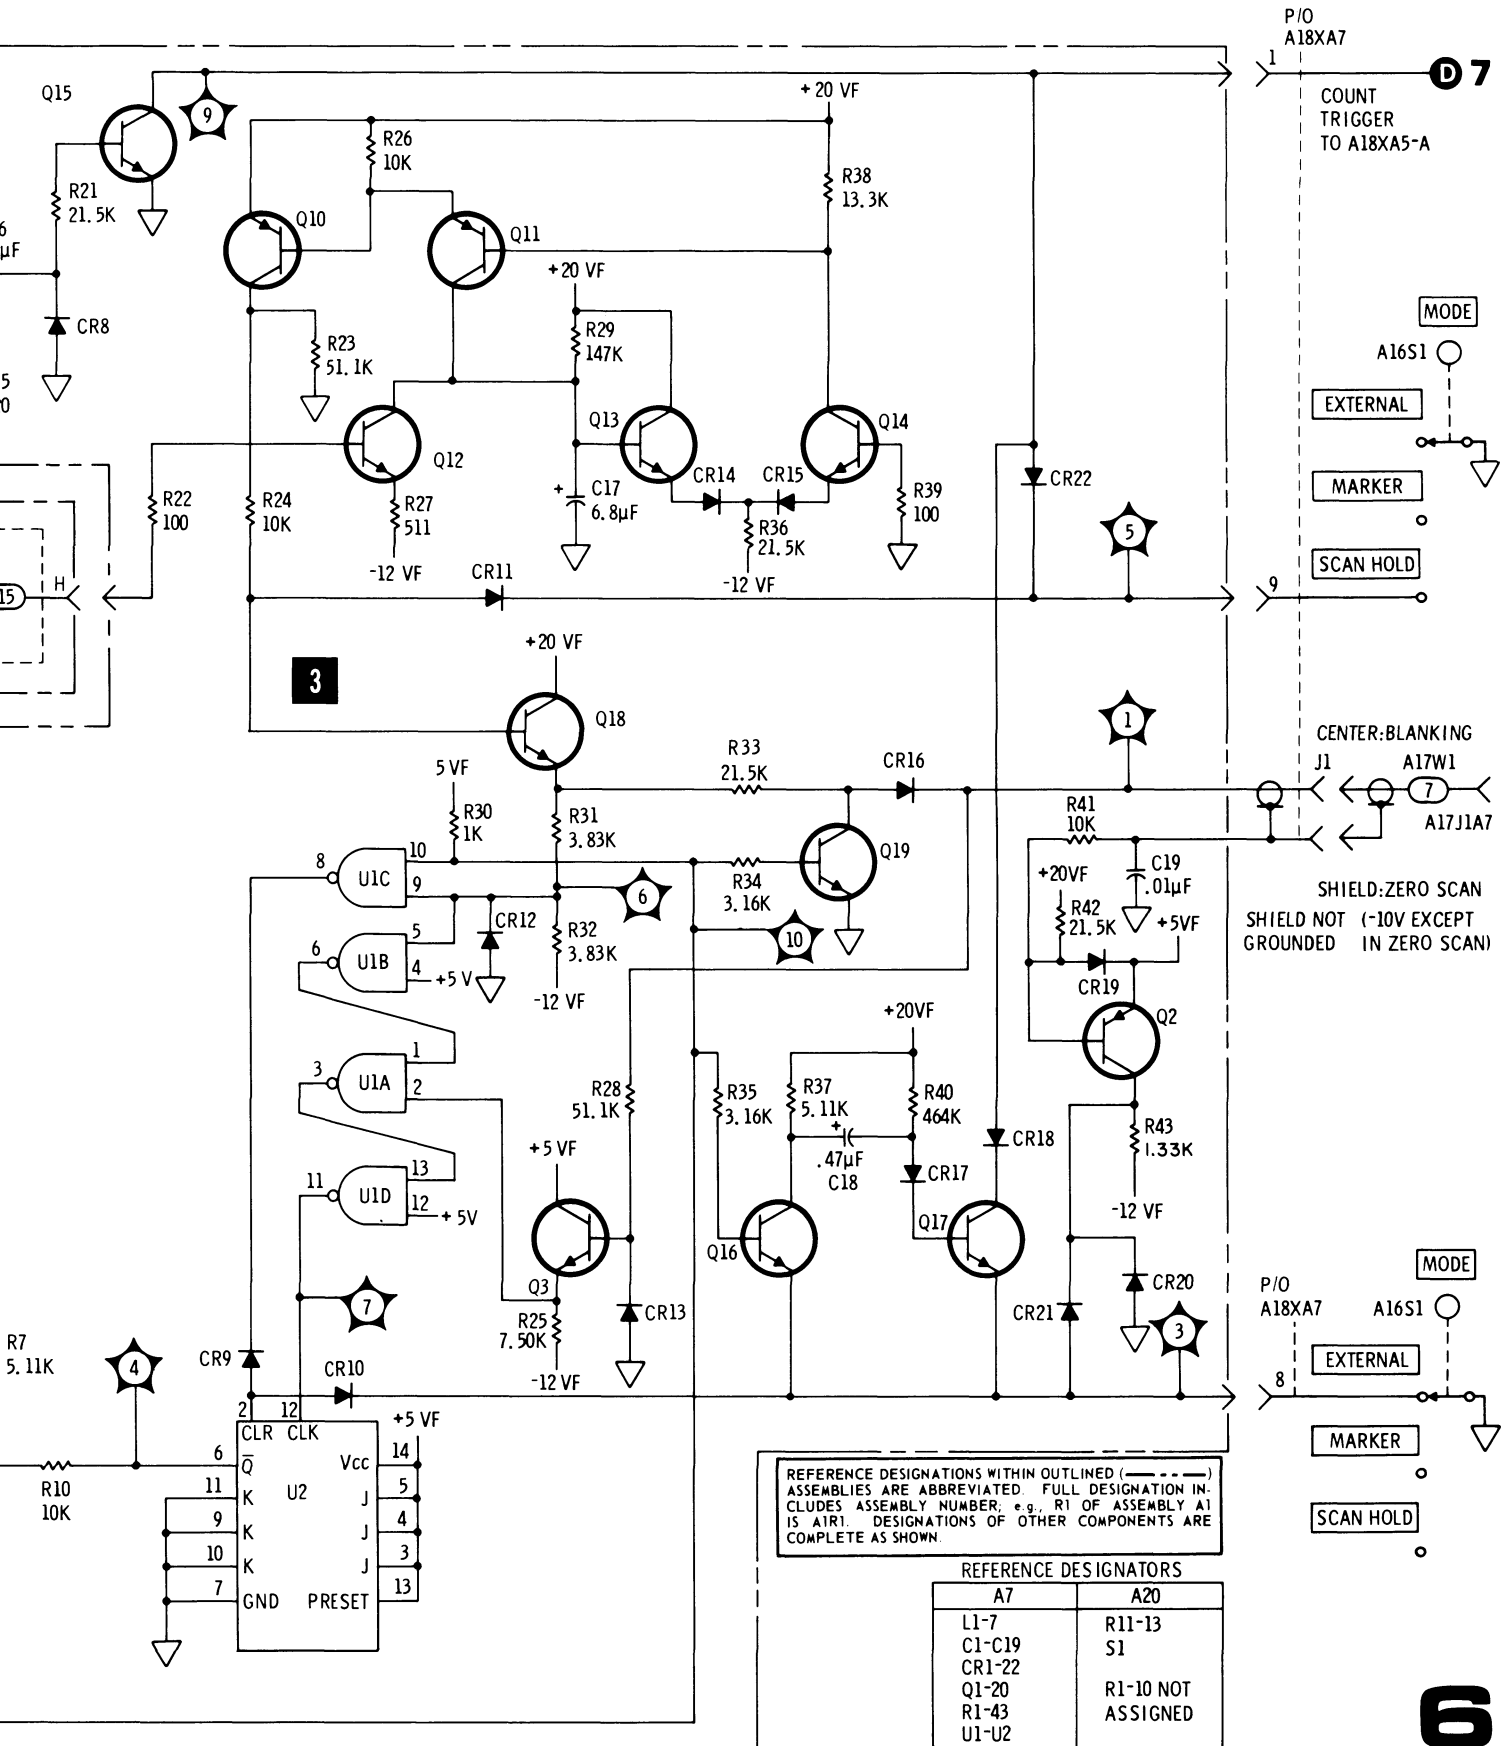 P/O
A18XA7
1
D 7
COUNT
TRIGGER
TO A18XA5-A
Q15
9
+20 VF
R26
10K
R38
13.3K
R21
21.5K
6
µF
Q10
Q11
+20 VF
CR8
R23
51.1K
R29
147K
MODE
A16S1
5
0
EXTERNAL
Q13
Q14
Q12
CR14
CR15
CR22
MARKER
R22
100
R24
10K
R27
511
+
C17
6.8µF
R36
21.5K
R39
100
5
-12 VF
-12 VF
SCAN HOLD
15
H
CR11
9
+20 VF
3
Q18
1
CENTER:BLANKING
J1
A17W1
7
A17J1A7
R33
21.5K
CR16
5 VF
R30
1K
R31
3.83K
R41
10K
Q19
8
U1C
10
9
R34
3.16K
6
+20VF
C19
.01µF
SHIELD:ZERO SCAN
SHIELD NOT (-10V EXCEPT
GROUNDED IN ZERO SCAN)
CR12
R32
3.83K
10
R42
21.5K
+5VF
6
U1B
5
4
+5 V
-12 VF
CR19
+20VF
Q2
3
U1A
1
2
R28
51.1K
R35
3.16K
R37
5.11K
R40
464K
+
.47µF
C18
CR17
CR18
R43
1.33K
+5 VF
11
U1D
13
12
+5V
-12 VF
Q16
Q17
Q3
7
CR13
CR20
CR21
3
P/O
A18XA7
MODE
A16S1
R25
7.50K
-12 VF
R7
5.11K
4
CR9
CR10
EXTERNAL
8
2
12
CLR CLK
+5 VF
6
Q̅
Vcc
14
MARKER
R10
10K
11
K
U2
J
5
9
K
J
4
10
K
J
3
7
GND
PRESET
13
SCAN HOLD
REFERENCE DESIGNATIONS WITHIN OUTLINED (— - - —)
ASSEMBLIES ARE ABBREVIATED. FULL DESIGNATION IN-
CLUDES ASSEMBLY NUMBER; e.g., R1 OF ASSEMBLY A1
IS A1R1. DESIGNATIONS OF OTHER COMPONENTS ARE
COMPLETE AS SHOWN.
REFERENCE DESIGNATORS
A7 A20
L1-7 R11-13
C1-C19 S1
CR1-22
Q1-20 R1-10 NOT
R1-43 ASSIGNED
U1-U2
6